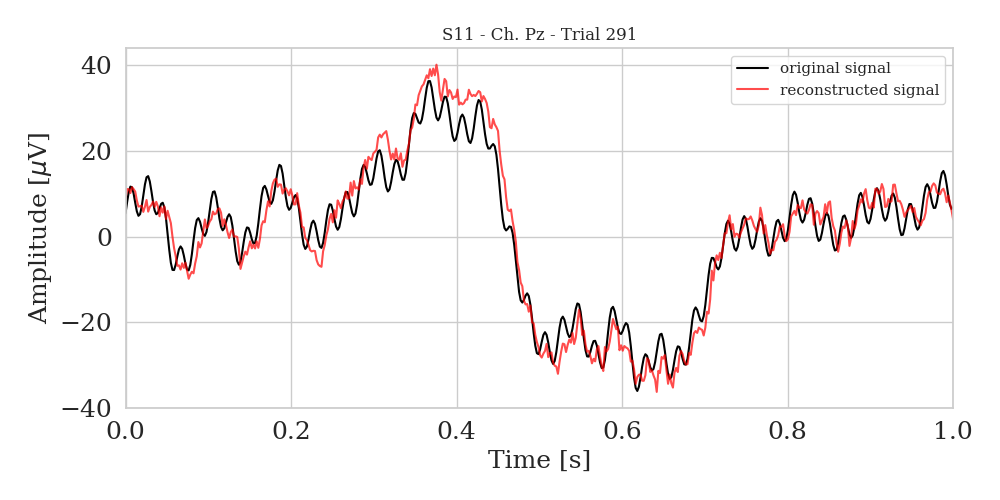 S11 - Ch. Pz - Trial 291
original signal
reconstructed signal
Amplitude [μV]
40
20
0
−20
−40
0.0 0.2 0.4 0.6 0.8 1.0
Time [s]